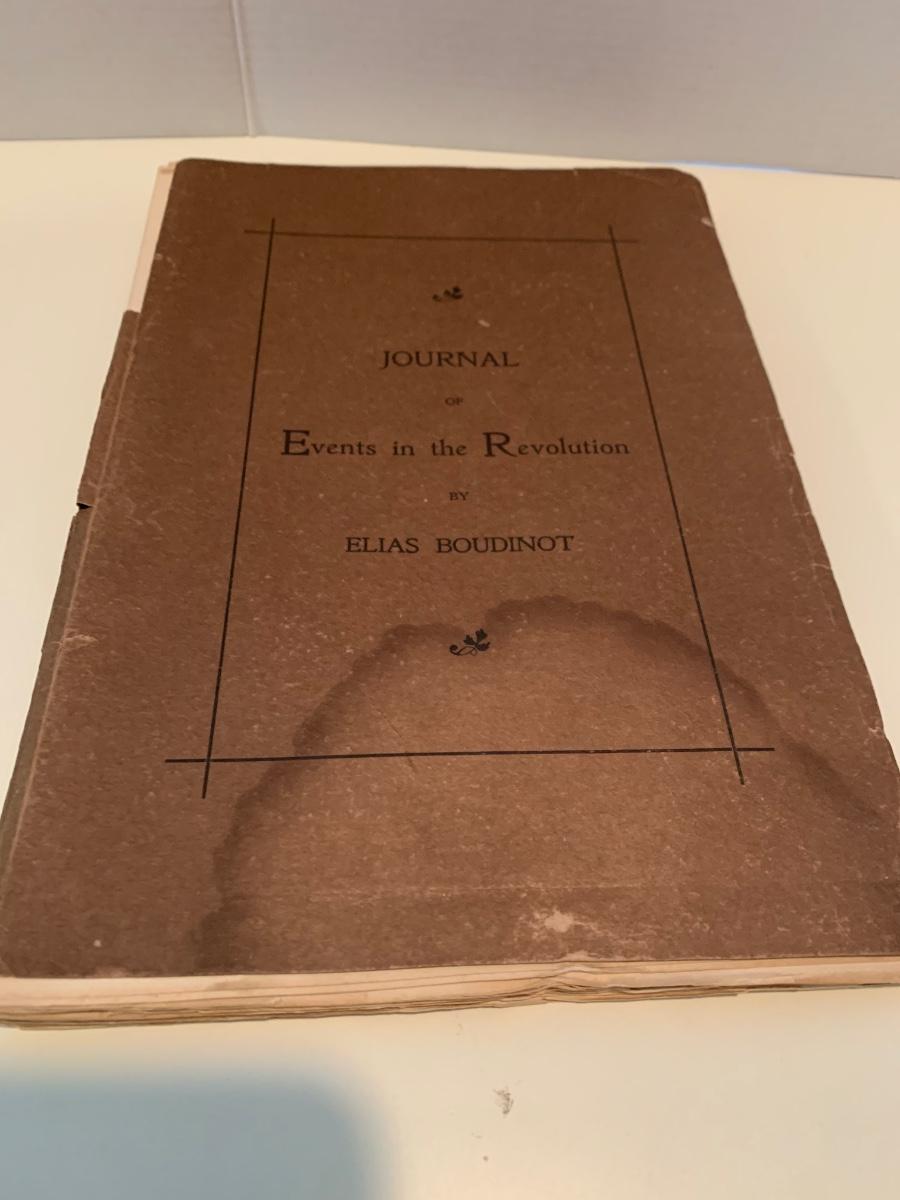 JOURNAL
OF
Events in the Revolution
BY
ELIAS BOUDINOT